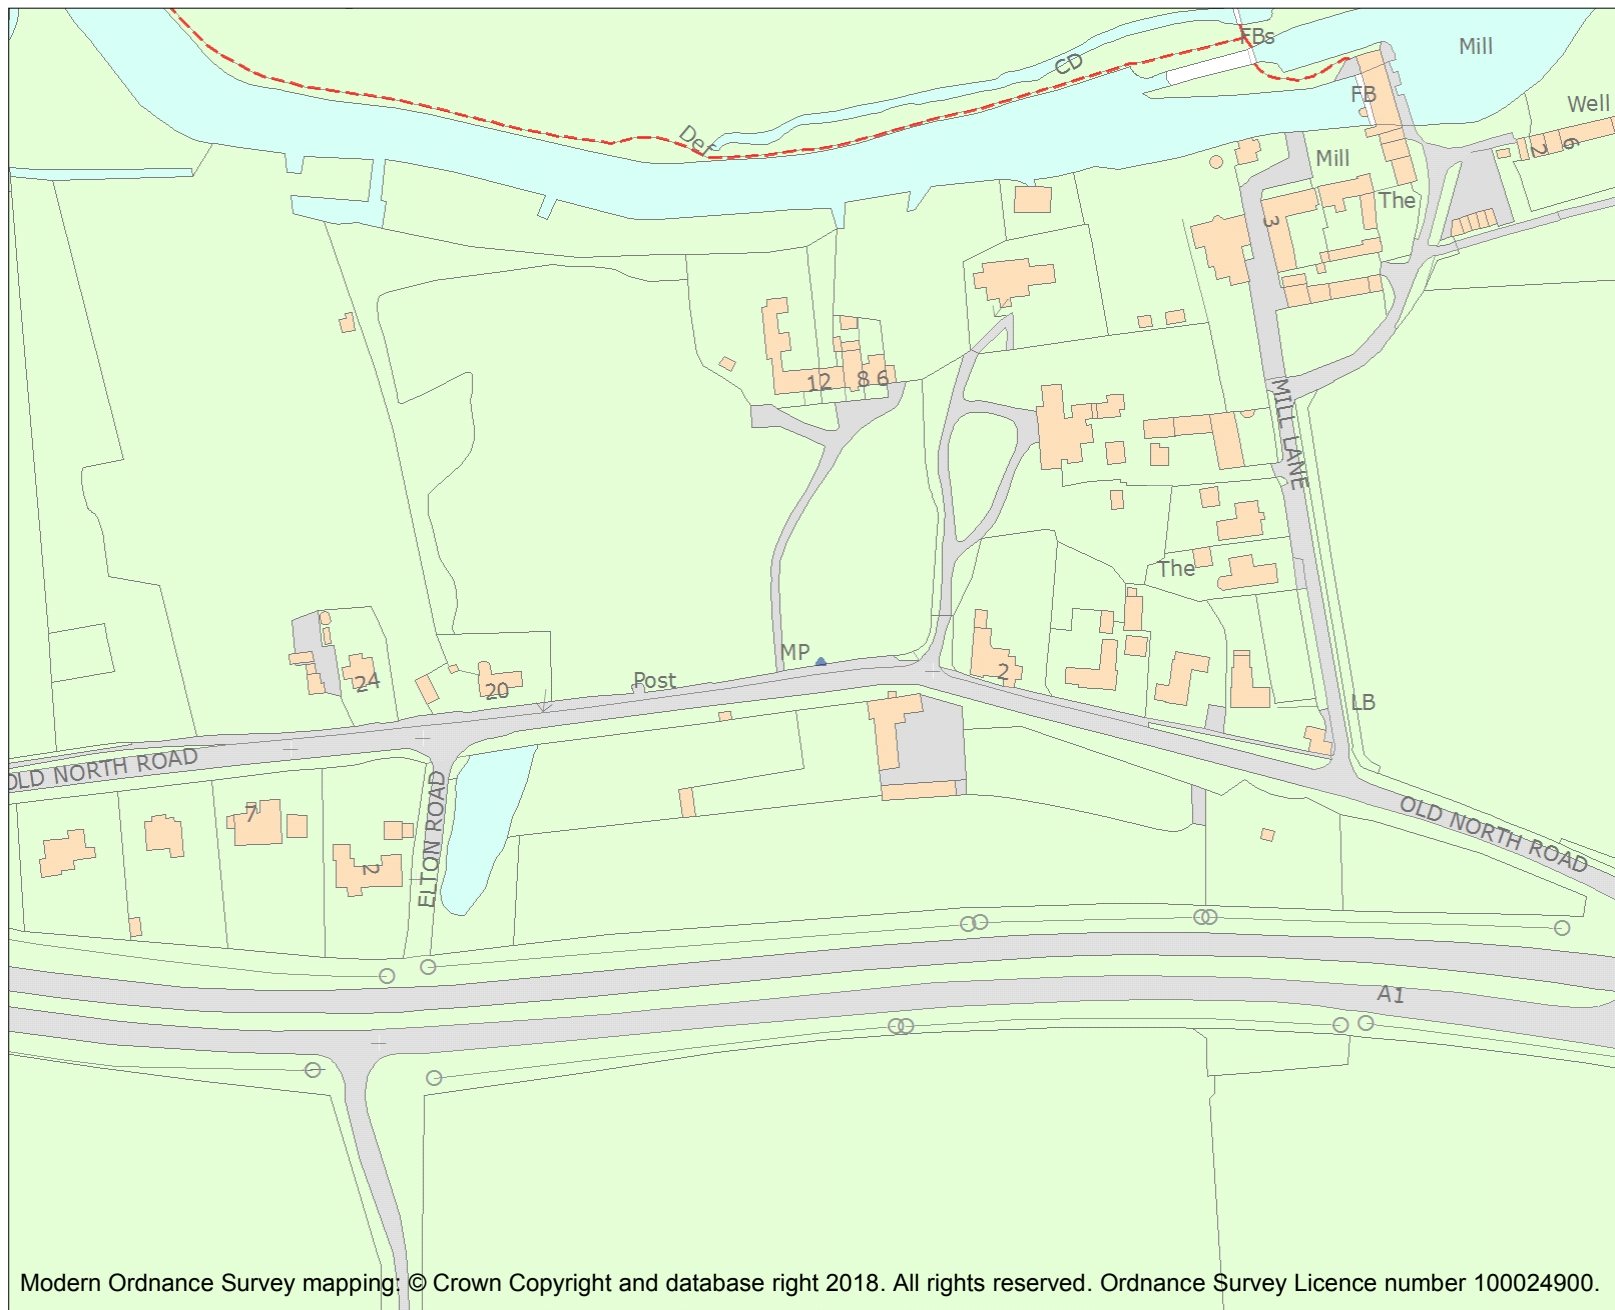 FBs
Mill
CD
FB
Well
Def
Mill
2
6
The
3
12
8
6
MILL LANE
The
MP
Post
2
24
20
LB
OLD NORTH ROAD
7
2
ELTON ROAD
OLD NORTH ROAD
A1
Modern Ordnance Survey mapping: © Crown Copyright and database right 2018. All rights reserved. Ordnance Survey Licence number 100024900.